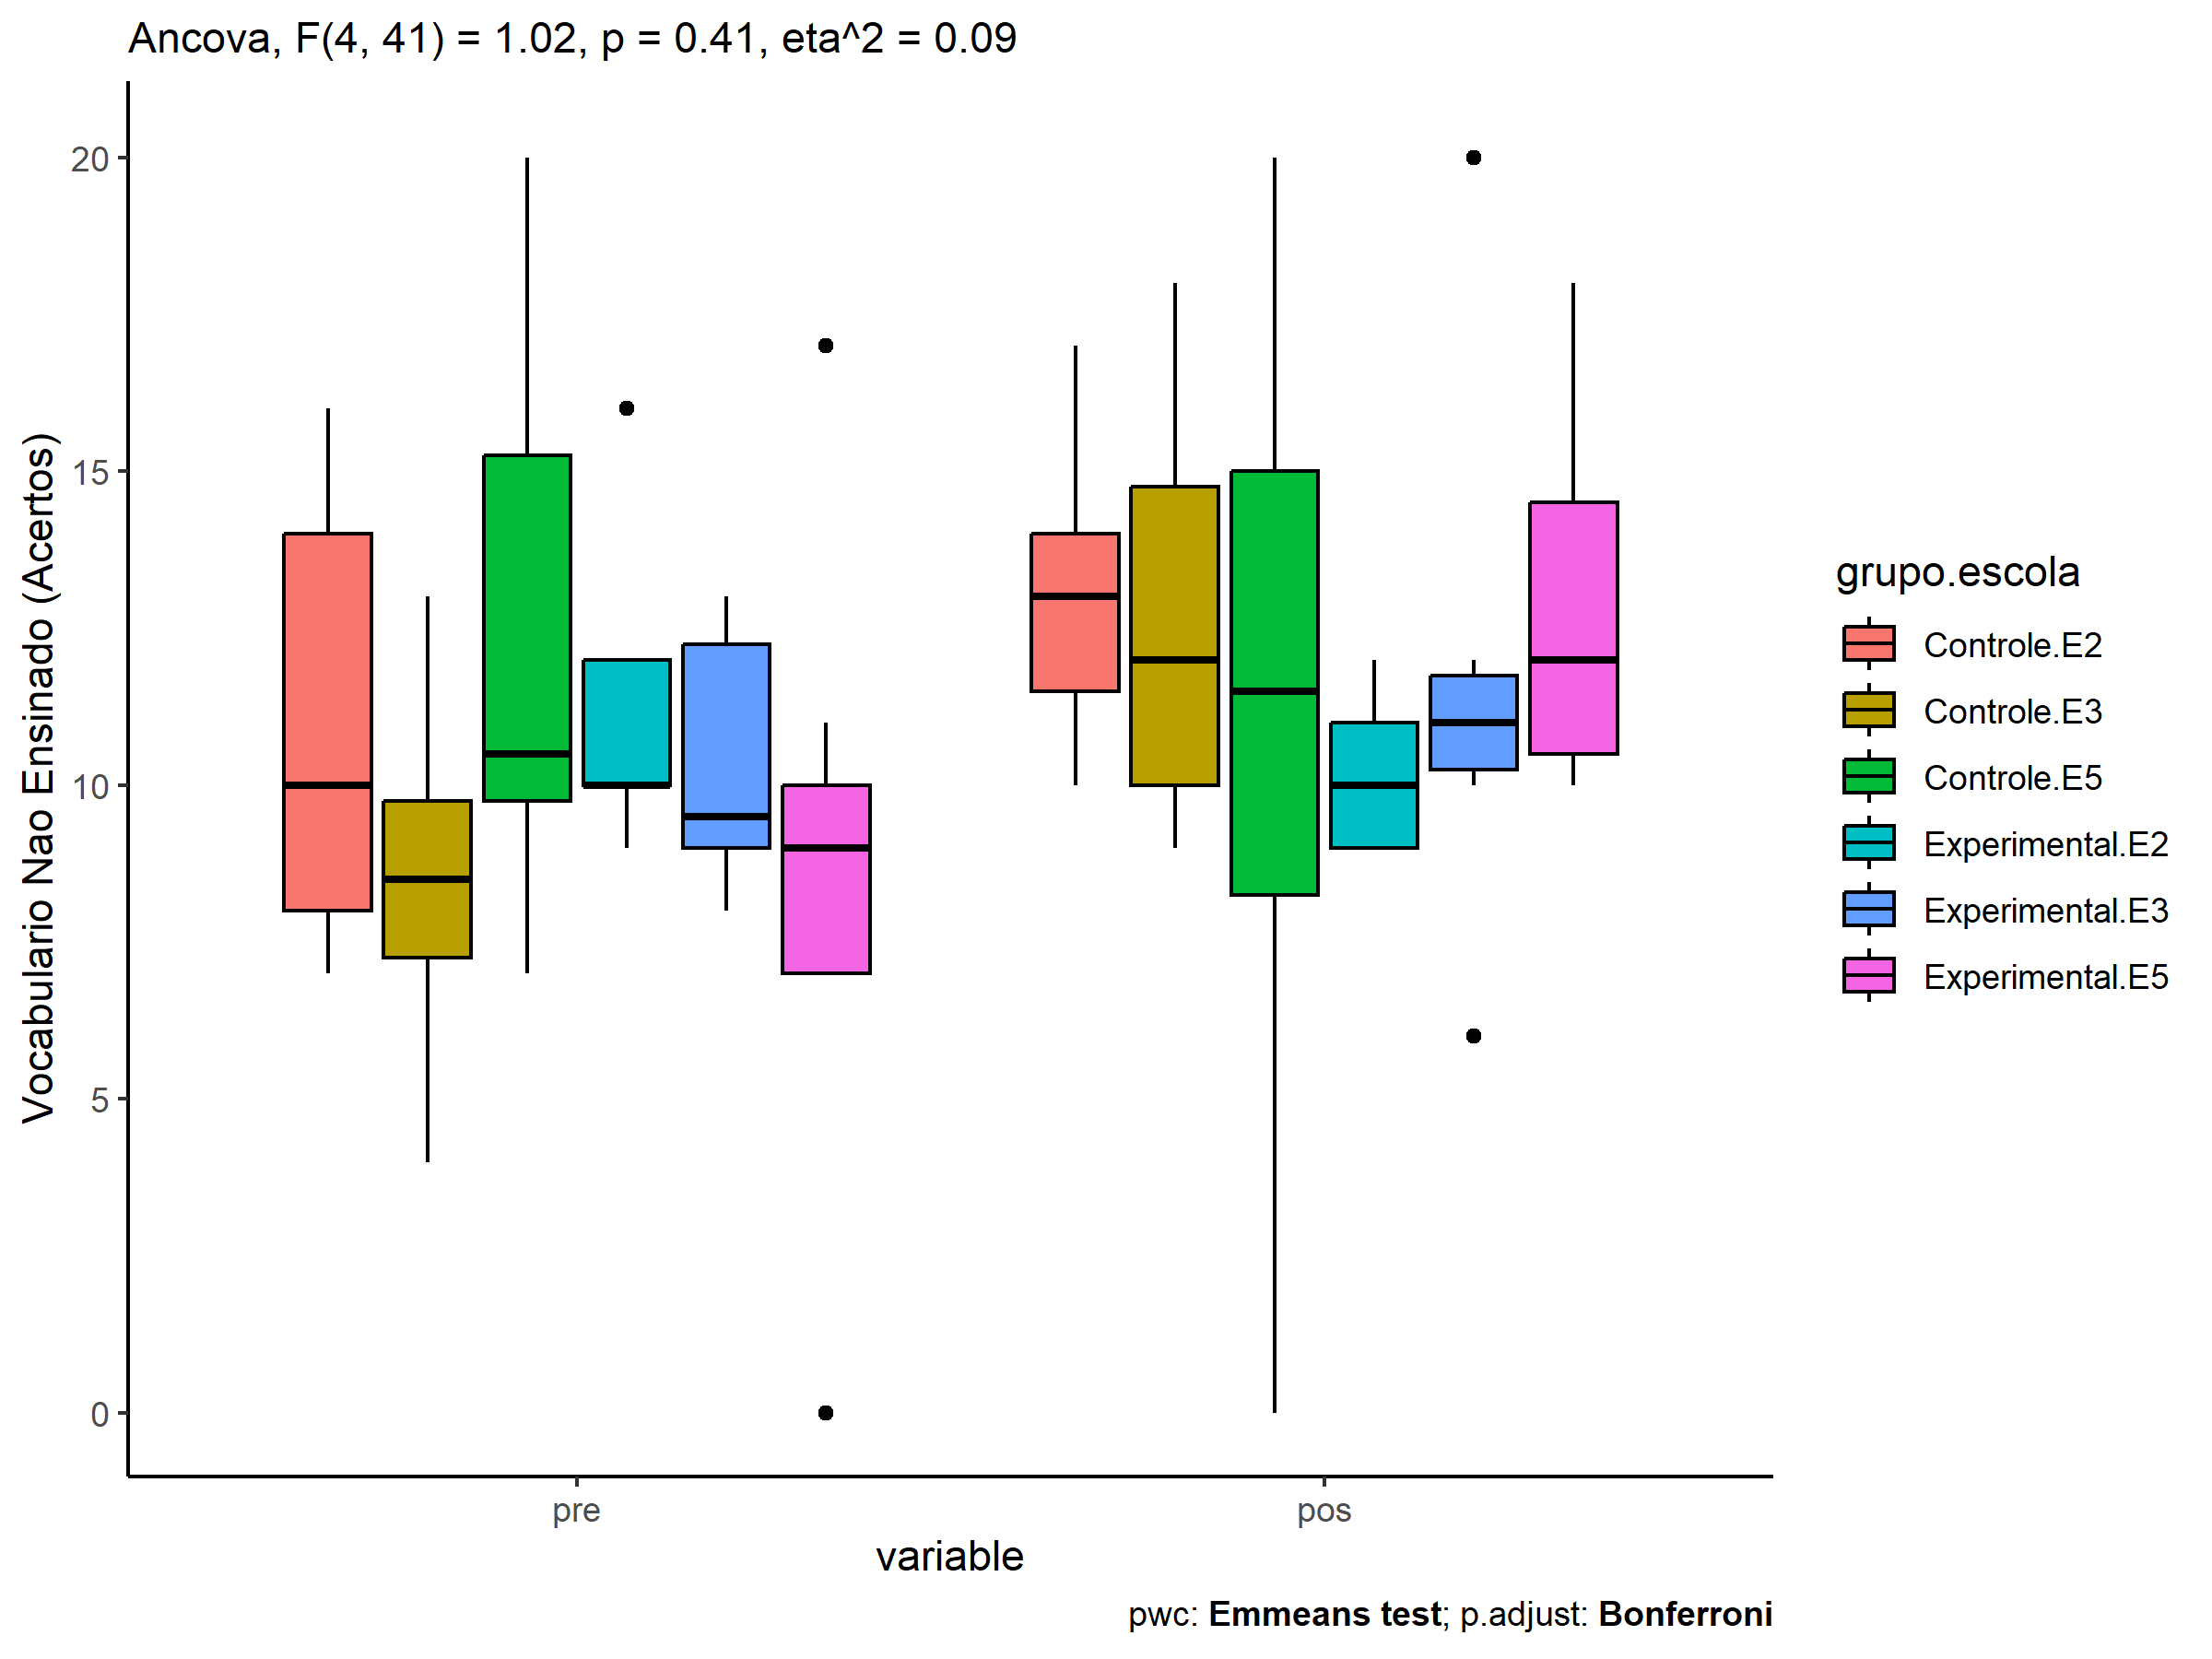 Ancova, F(4, 41) = 1.02, p = 0.41, eta^2 = 0.09
Vocabulario Nao Ensinado (Acertos)
20
15
10
5
0
pre
pos
variable
grupo.escola
Controle.E2
Controle.E3
Controle.E5
Experimental.E2
Experimental.E3
Experimental.E5
pwc: Emmeans test; p.adjust: Bonferroni